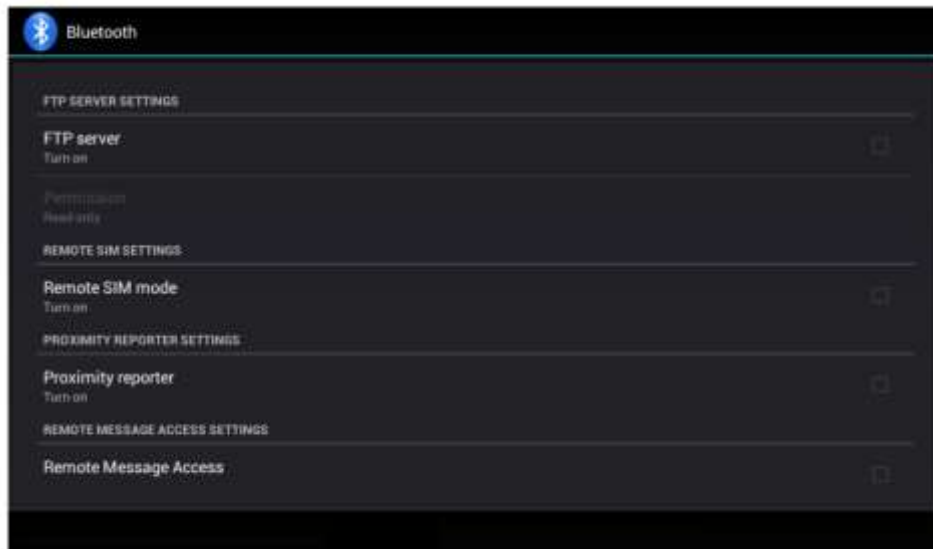 Bluetooth
FTP SERVER SETTINGS
FTP server
Turn on
Permission
Read only
REMOTE SIM SETTINGS
Remote SIM mode
Turn on
PROXIMITY REPORTER SETTINGS
Proximity reporter
Turn on
REMOTE MESSAGE ACCESS SETTINGS
Remote Message Access